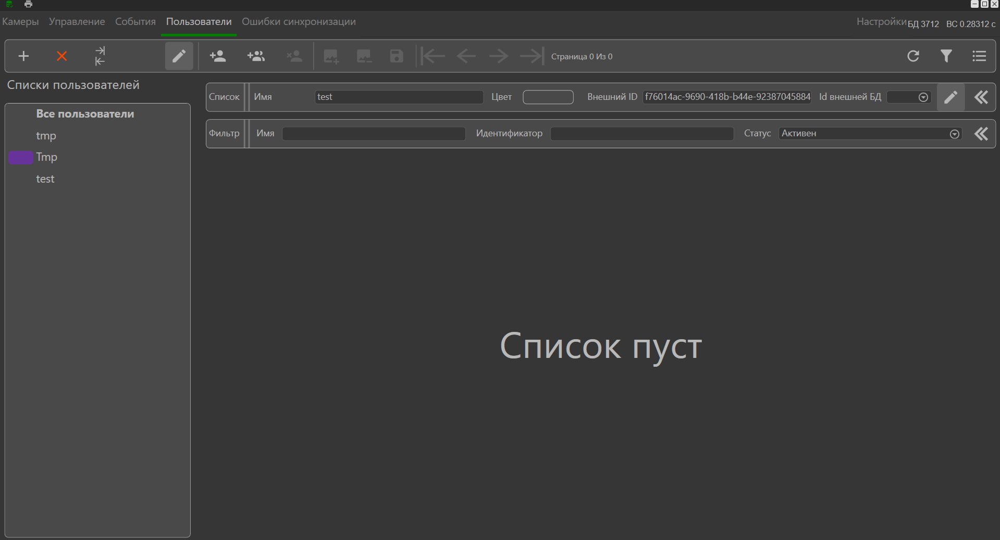 Камеры Управление События Пользователи Ошибки синхронизации Настройки БД 3712 ВС 0.28312 с
Страница 0 Из 0
Списки пользователей
Все пользователи
tmp
Tmp
test
Список Имя test Цвет Внешний ID f76014ac-9690-418b-b44e-92387045884 Id внешней БД
Фильтр Имя Идентификатор Статус Активен
Список пуст